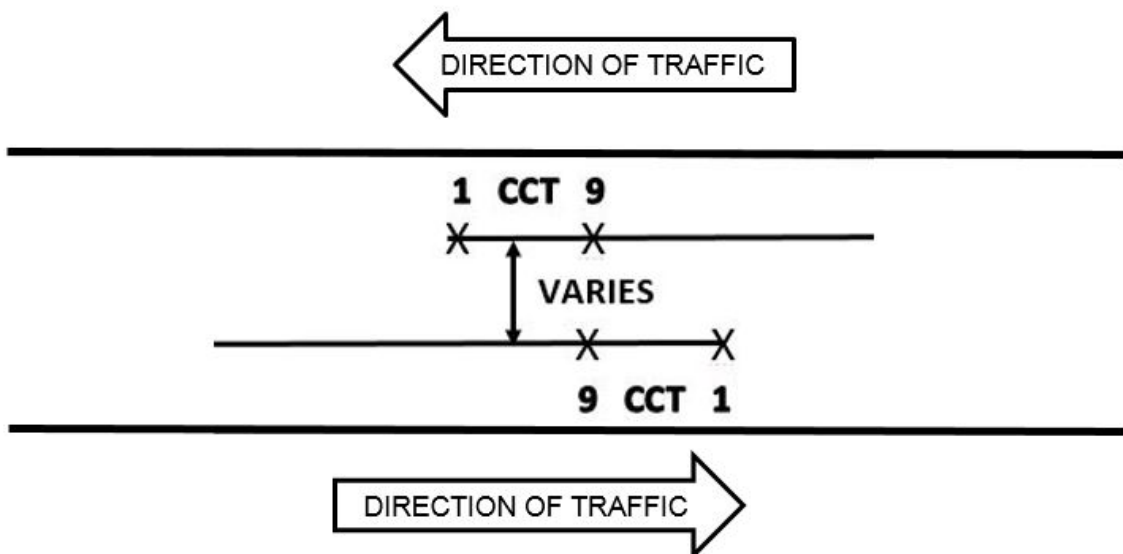 DIRECTION OF TRAFFIC
1 CCT 9
X X
VARIES
X X
9 CCT 1
DIRECTION OF TRAFFIC